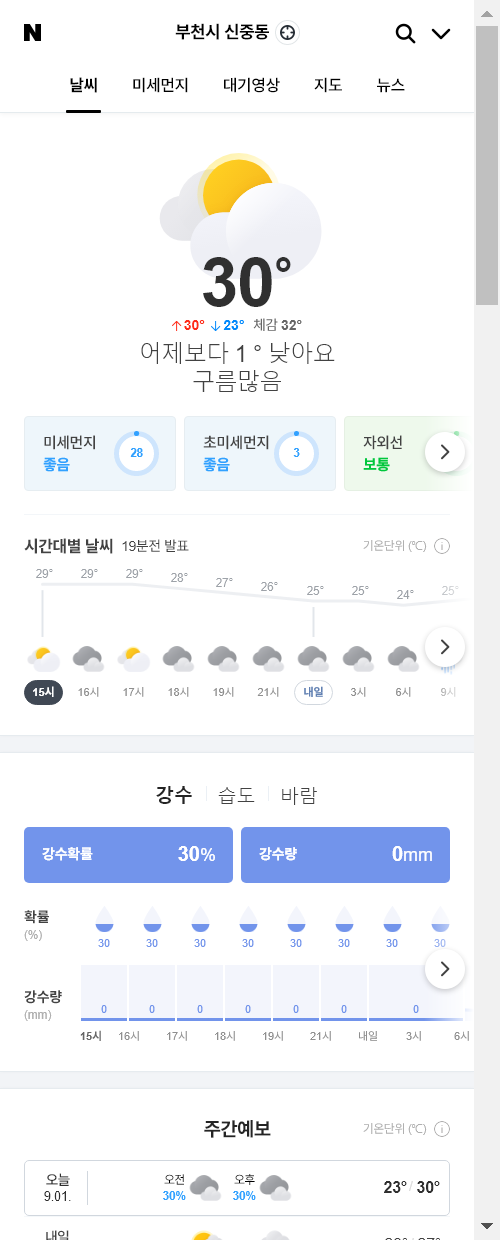 N 부천시 신중동
날씨 미세먼지 대기영상 지도 뉴스
30°
↑30° ↓23° 체감 32°
어제보다 1 ° 낮아요
구름많음
미세먼지 좋음 28
초미세먼지 좋음 3
자외선 보통
시간대별 날씨 19분전 발표 기온단위 (℃)
29° 29° 29° 28° 27° 26° 25° 25° 24° 25°
15시 16시 17시 18시 19시 21시 내일 3시 6시 9시
강수 습도 바람
강수확률 30% 강수량 0mm
확률
(%)
30 30 30 30 30 30 30 30
강수량
(mm)
0 0 0 0 0 0 0
15시 16시 17시 18시 19시 21시 내일 3시 6시
주간예보 기온단위 (℃)
오늘 9.01. 오전 30% 오후 30% 23° / 30°
내일